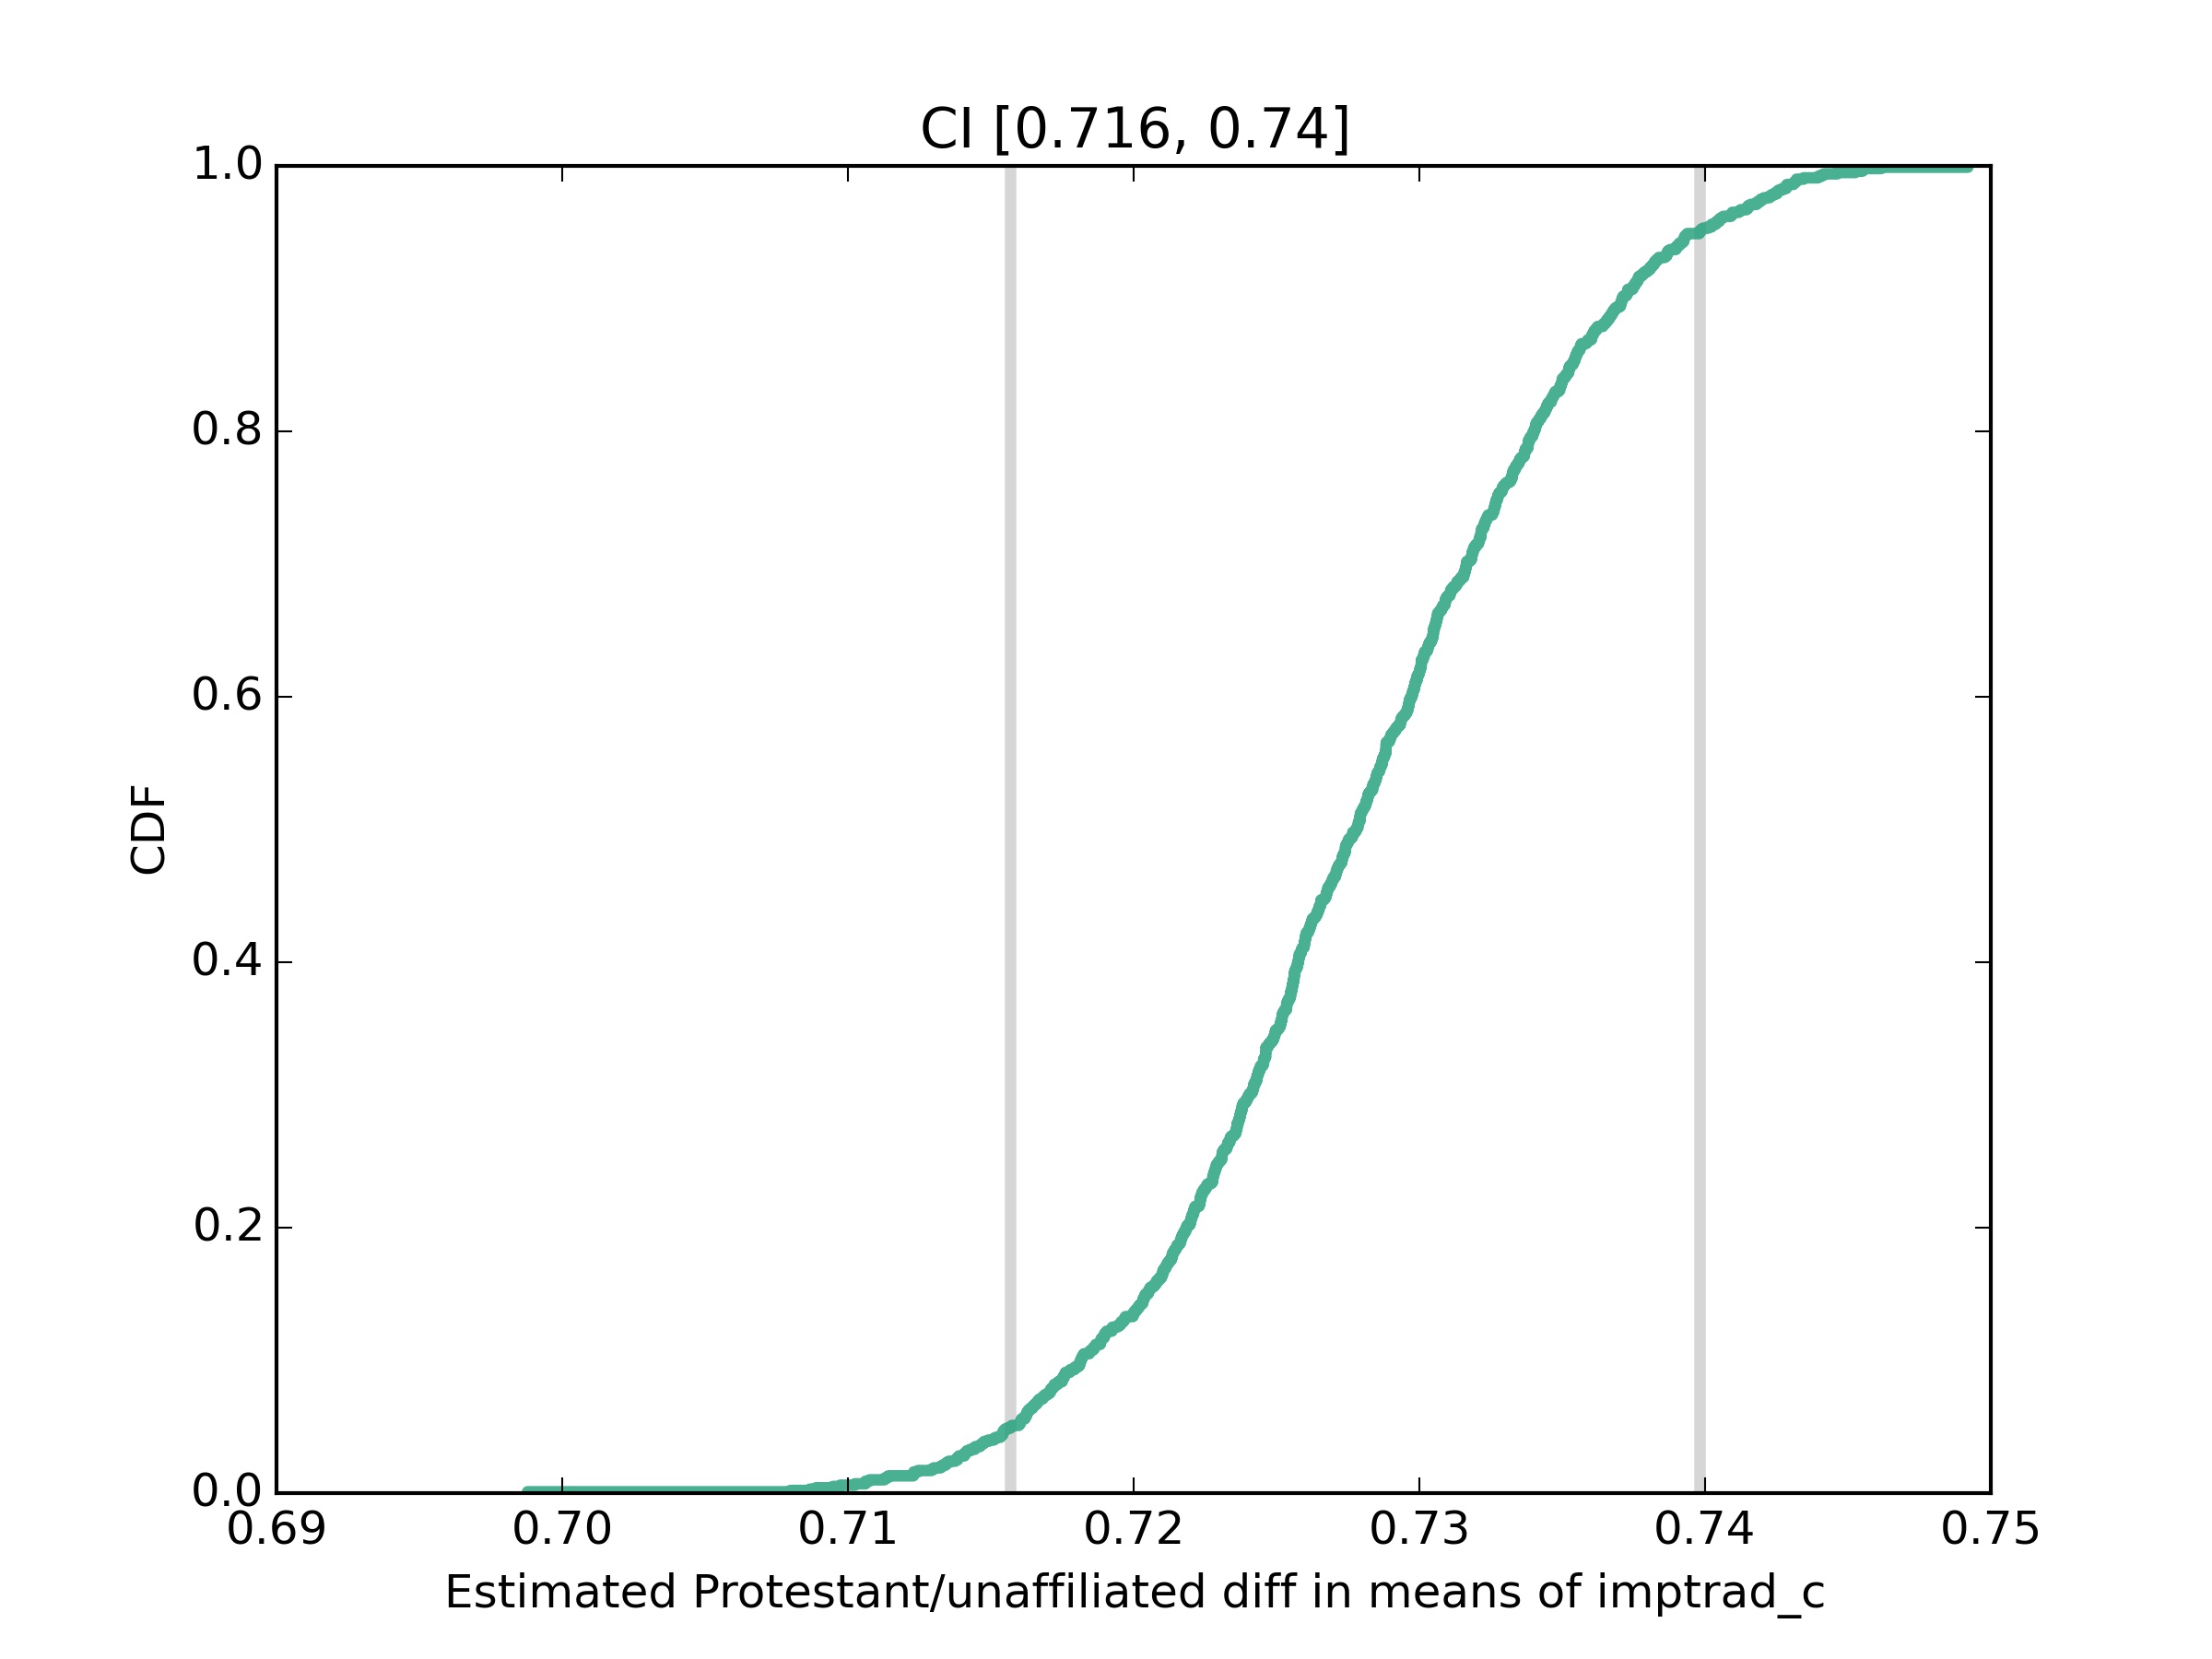 CI [0.716, 0.74]
1.0
0.8
0.6
0.4
0.2
0.0
CDF
0.69 0.70 0.71 0.72 0.73 0.74 0.75
Estimated Protestant/unaffiliated diff in means of imptrad_c